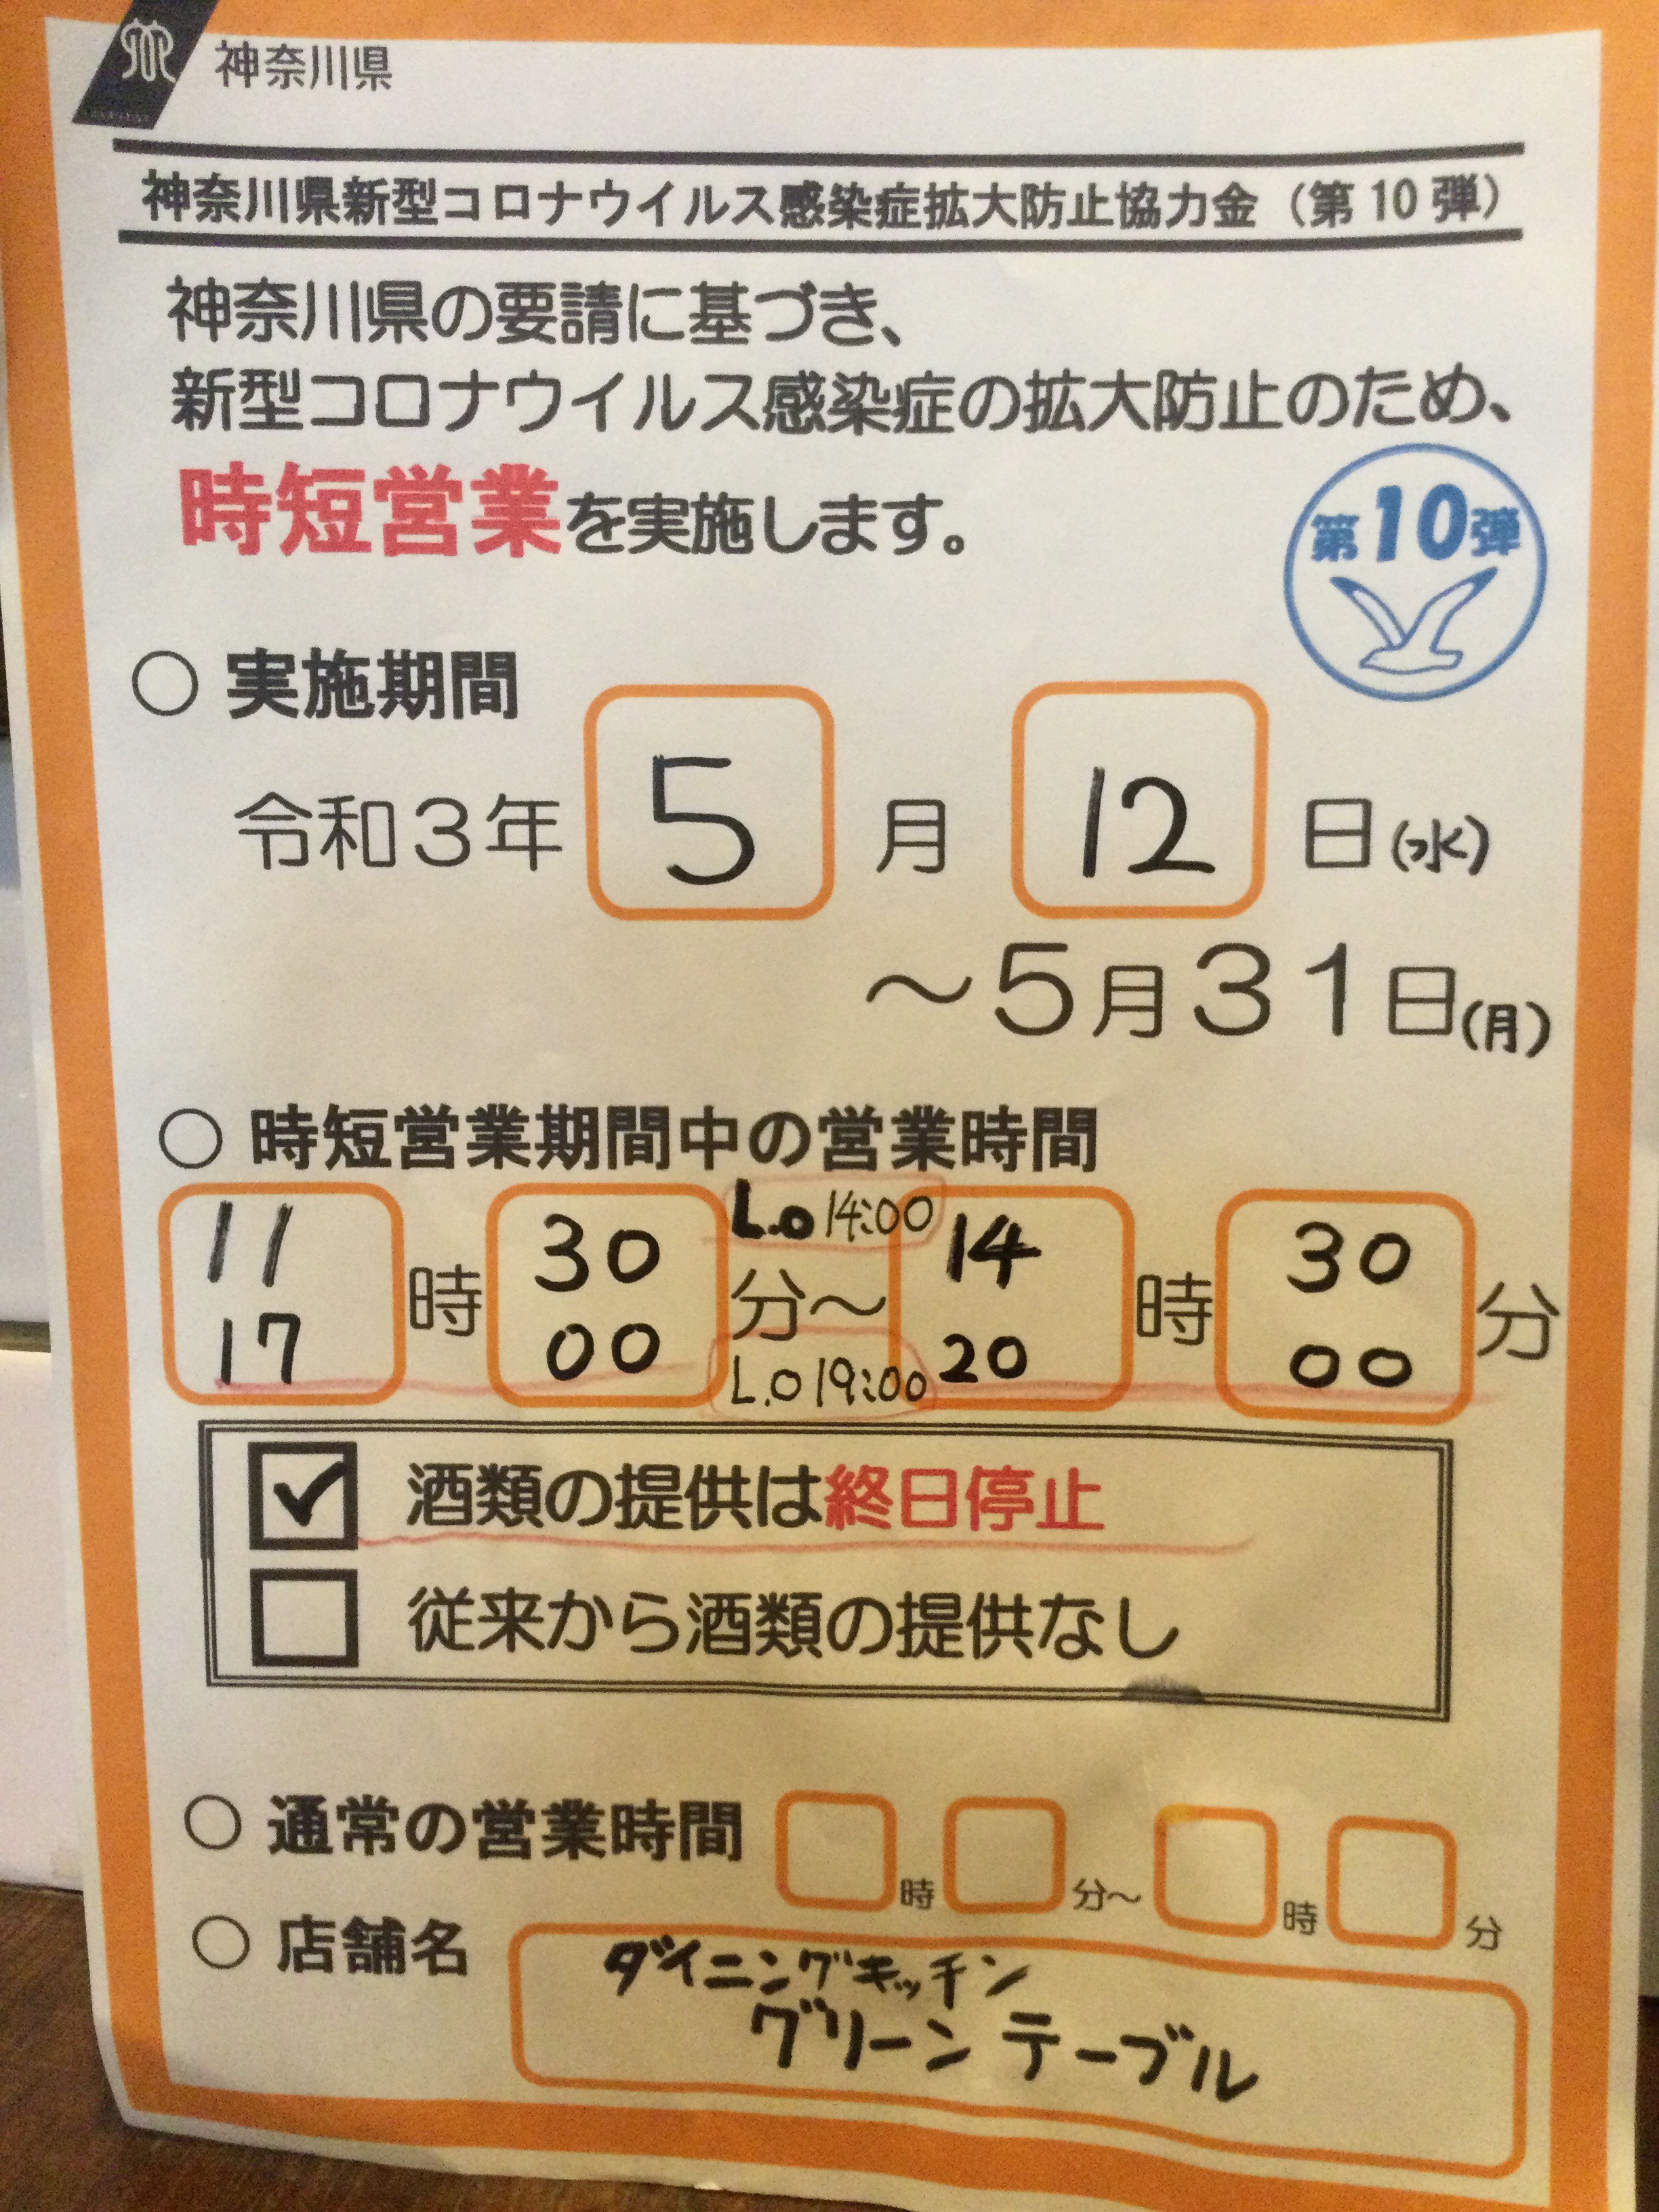 神奈川県
神奈川県新型コロナウイルス感染症拡大防止協力金（第10弾）
神奈川県の要請に基づき、
新型コロナウイルス感染症の拡大防止のため、
時短営業を実施します。
第10弾
○ 実施期間
令和3年 5 月 12 日(水)
～5月31日(月)
○ 時短営業期間中の営業時間
11 時 30 分～ L.o 14:00 14 時 30 分
17 00 L.O 19:00 20 00
酒類の提供は終日停止
従来から酒類の提供なし
○ 通常の営業時間 時 分～ 時 分
○ 店舗名 ダイニングキッチン
グリーンテーブル